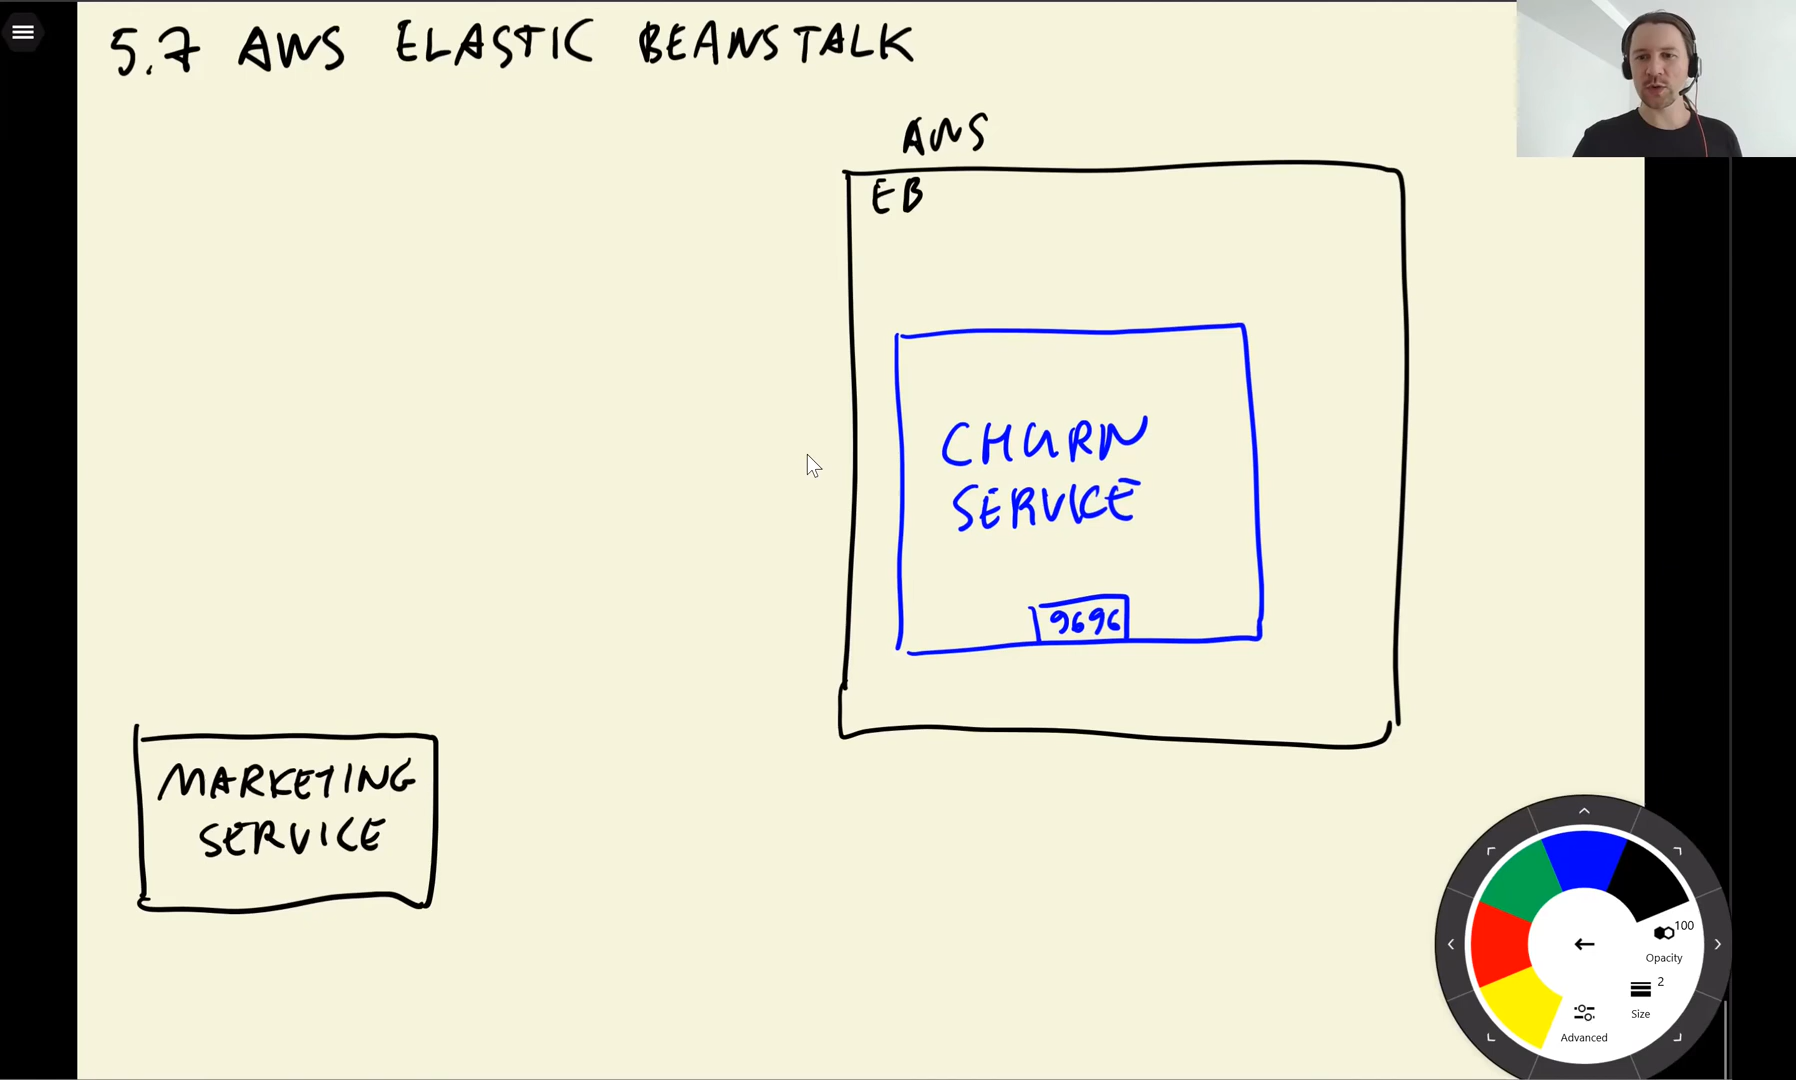 5.7 AWS ELASTIC BEANSTALK
AWS
EB
CHURN
SERVICE
9696
MARKETING
SERVICE
100
Opacity
2
Size
Advanced